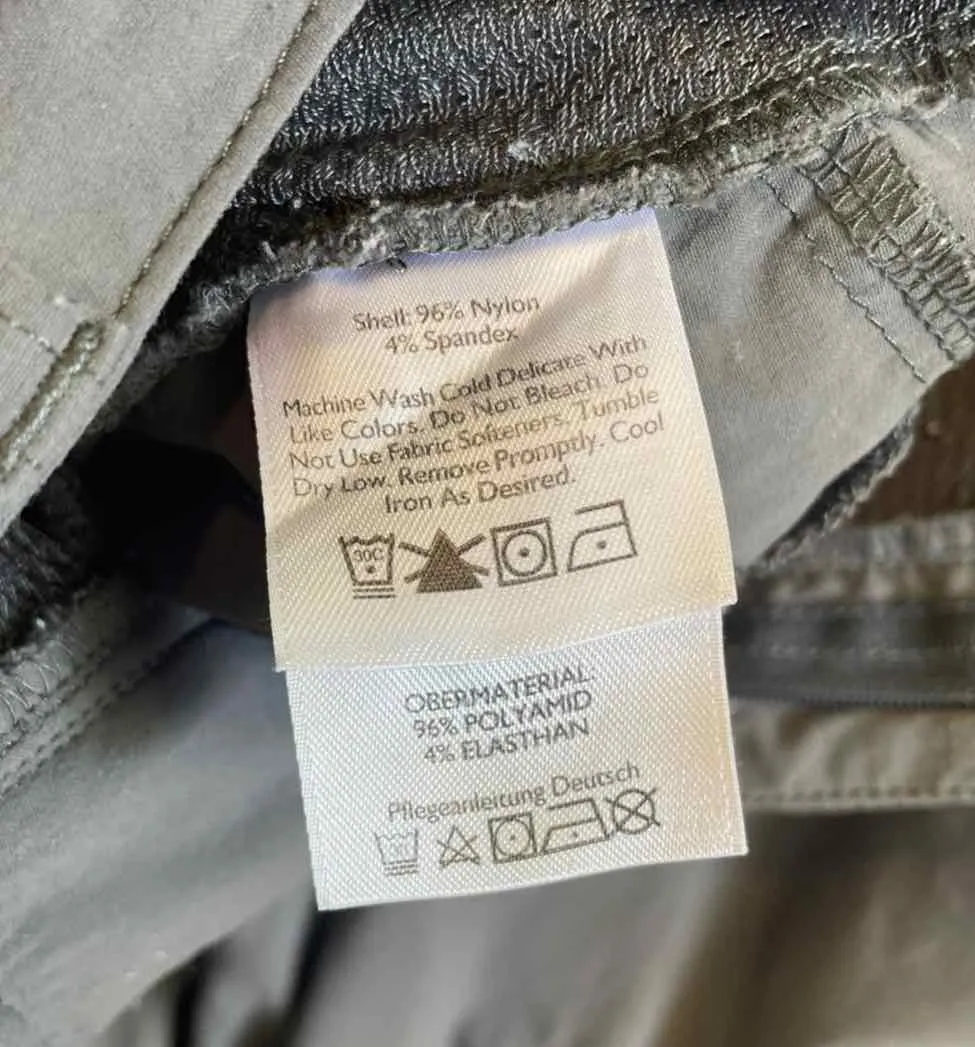 Shell: 96% Nylon
4% Spandex
Machine Wash Cold Delicate With
Like Colors. Do Not Bleach. Do
Not Use Fabric Softeners. Tumble
Dry Low. Remove Promptly. Cool
Iron As Desired.
30C
OBERMATERIAL:
96% POLYAMID
4% ELASTHAN
Pflegeanleitung Deutsch